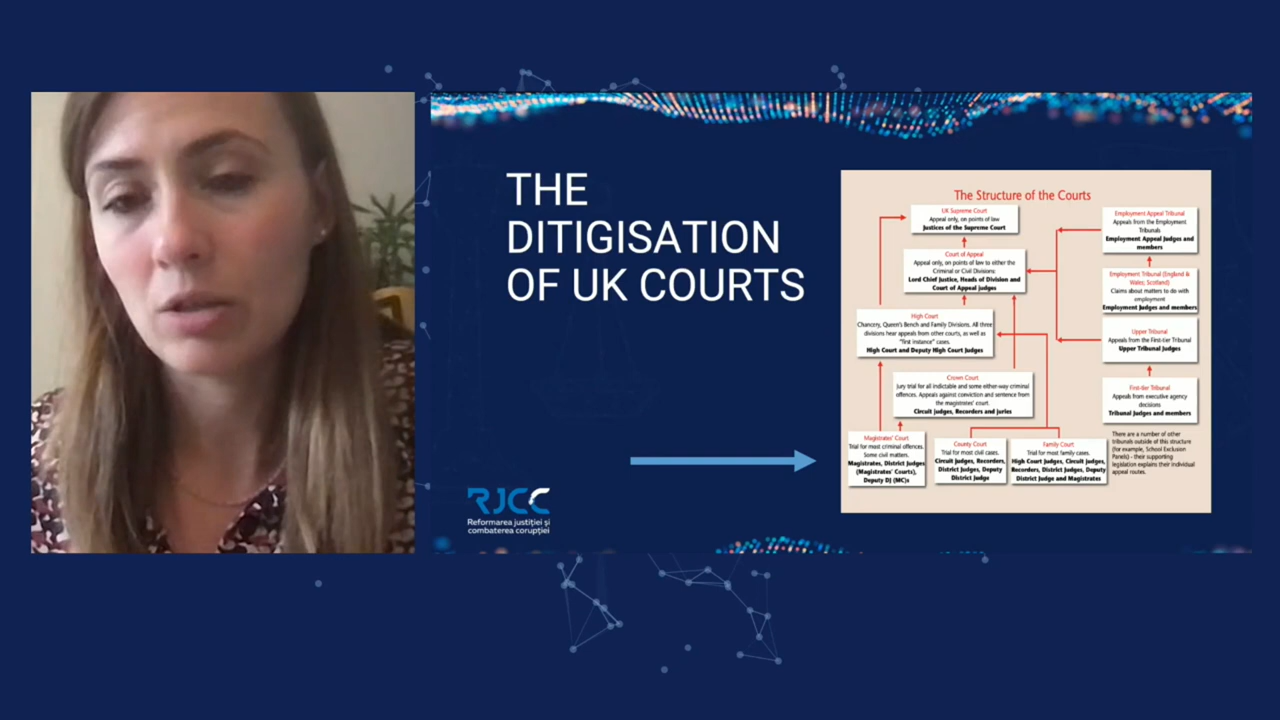 THE
DITIGISATION
OF UK COURTS
RJCC
Reformarea justiției și
combaterea corupției
The Structure of the Courts
UK Supreme Court
Appeal only, on points of law
Justices of the Supreme Court
Court of Appeal
Appeal only, on points of law to either the
Criminal or Civil Divisions:
Lord Chief Justice, Heads of Division and
Court of Appeal judges
High Court
Chancery, Queen's Bench and Family Divisions. All three
divisions hear appeals from other courts, as well as
"first instance" cases.
High Court and Deputy High Court Judges
Crown Court
Jury trial for all indictable and some either-way criminal
offences. Appeals against conviction and sentence from
the magistrates' court.
Circuit judges, Recorders and juries
Magistrates' Court
Trial for most criminal offences.
Some civil matters.
Magistrates, District Judges
(Magistrates' Courts),
Deputy DJ (MC)s
County Court
Trial for most civil cases.
Circuit Judges, Recorders,
District Judges, Deputy
District Judge
Family Court
Trial for most family cases.
High Court Judges, Circuit Judges,
Recorders, District Judges, Deputy
District Judge and Magistrates
Employment Appeal Tribunal
Appeals from the Employment
Tribunals
Employment Appeal Judges and
members
Employment Tribunal (England &
Wales; Scotland)
Claims about matters to do with
employment
Employment Judges and members
Upper Tribunal
Appeals from the First-tier Tribunal
Upper Tribunal Judges
First-tier Tribunal
Appeals from executive agency
decisions
Tribunal Judges and members
There are a number of other
tribunals outside of this structure
(for example, School Exclusion
Panels) - their supporting
legislation explains their individual
appeal routes.